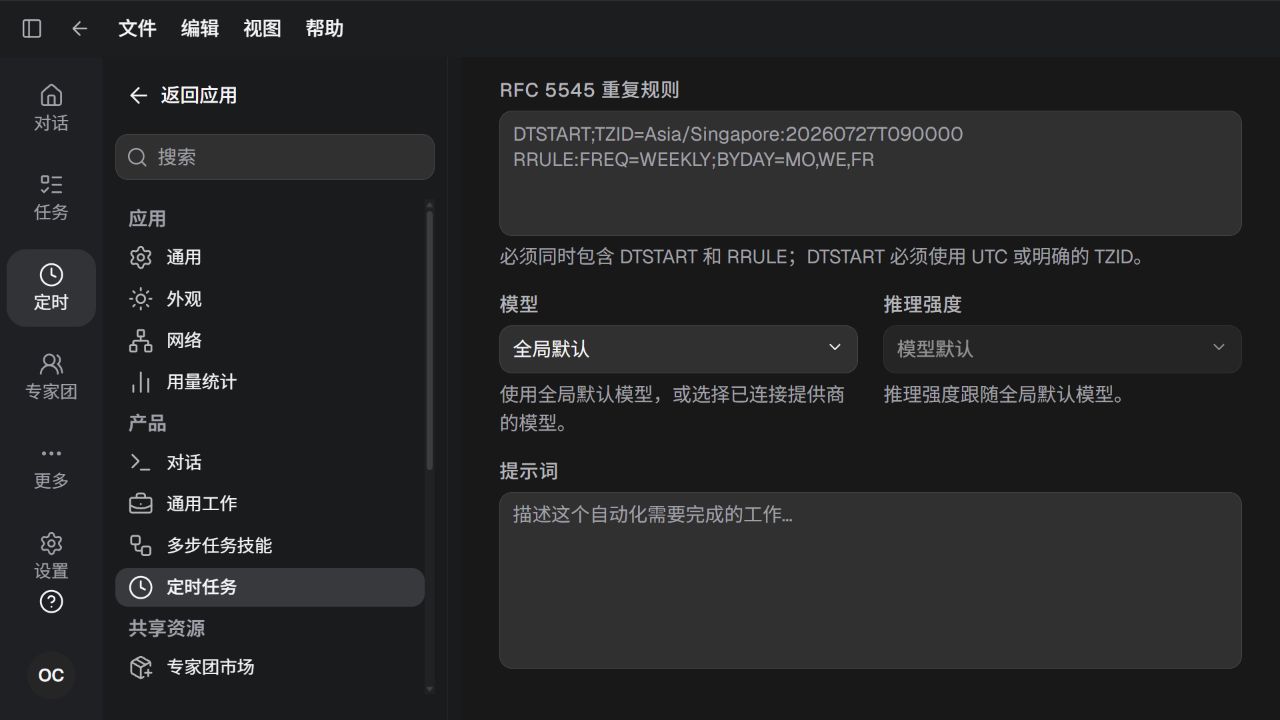 文件 编辑 视图 帮助
对话
任务
定时
专家团
更多
设置
OC
返回应用
搜索
应用
通用
外观
网络
用量统计
产品
对话
通用工作
多步任务技能
定时任务
共享资源
专家团市场
RFC 5545 重复规则
DTSTART;TZID=Asia/Singapore:20260727T090000
RRULE:FREQ=WEEKLY;BYDAY=MO,WE,FR
必须同时包含 DTSTART 和 RRULE；DTSTART 必须使用 UTC 或明确的 TZID。
模型
全局默认
使用全局默认模型，或选择已连接提供商
的模型。
推理强度
模型默认
推理强度跟随全局默认模型。
提示词
描述这个自动化需要完成的工作...